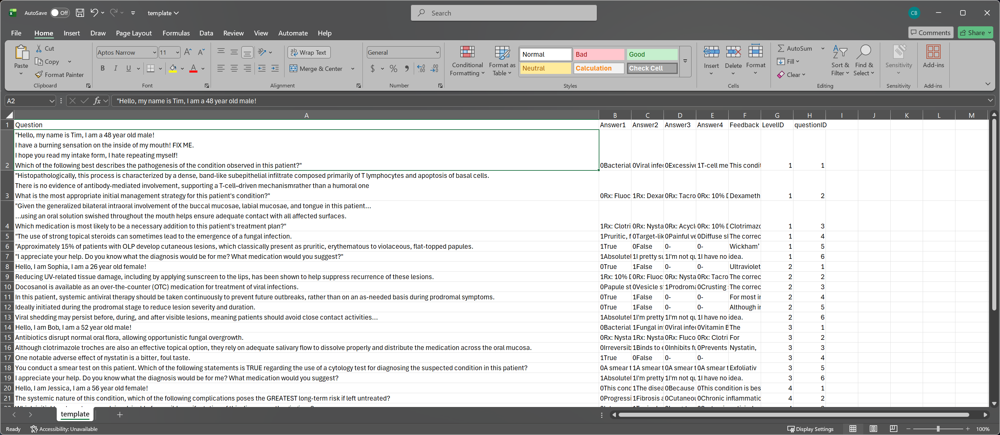 AutoSave Off template Search CB
File Home Insert Draw Page Layout Formulas Data Review View Automate Help Comments Share
Paste Cut Copy Format Painter Clipboard
Aptos Narrow 11 B I U Font
Wrap Text Merge & Center Alignment
General $ % Number
Conditional Formatting Format as Table
Normal Bad Good
Neutral Calculation Check Cell
Styles
Insert Delete Format Cells
AutoSum Fill Clear Sort & Filter Find & Select Editing
Sensitivity Sensitivity
Add-ins Add-ins
A2 fx "Hello, my name is Tim, I am a 48 year old male!
A B C D E F G H I J K L M
1 Question Answer1 Answer2 Answer3 Answer4 Feedback LevelID questionID
"Hello, my name is Tim, I am a 48 year old male!
I have a burning sensation on the inside of my mouth! FIX ME.
I hope you read my intake form, I hate repeating myself!
2 Which of the following best describes the pathogenesis of the condition observed in this patient?" 0Bacterial 0Viral infec 0Excessive 1T-cell me This condit 1 1
"Histopathologically, this process is characterized by a dense, band-like subepithelial infiltrate composed primarily of T lymphocytes and apoptosis of basal cells.
There is no evidence of antibody-mediated involvement, supporting a T-cell–driven mechanismrather than a humoral one
3 What is the most appropriate initial management strategy for this patient's condition?" 0Rx: Fluoc 1Rx: Dexar 0Rx: Tacro 0Rx: 10% D Dexameth 1 2
"Given the generalized bilateral intraoral involvement of the buccal mucosae, labial mucosae, and tongue in this patient...
...using an oral solution swished throughout the mouth helps ensure adequate contact with all affected surfaces.
4 Which medication is most likely to be a necessary addition to this patient's treatment plan?" 1Rx: Clotri 0Rx: Nysta 0Rx: Acycl 0Rx: 10% D Clotrimazo 1 3
5 "The use of strong topical steroids can sometimes lead to the emergence of a fungal infection. 1Pruritic, f 0Target-lik 0Painful ve 0Diffuse sl The correc 1 4
6 "Approximately 15% of patients with OLP develop cutaneous lesions, which classically present as pruritic, erythematous to violaceous, flat-topped papules. 1True 0False 0- 0- Wickham’ 1 5
7 "I appreciate your help. Do you know what the diagnosis would be for me? What medication would you suggest?" 1Absolutel 1I pretty su 1I'm not qu 1I have no idea. 1 6
8 Hello, I am Sophia, I am a 26 year old female! 0True 1False 0- 0- Ultraviolet 2 1
9 Reducing UV-related tissue damage, including by applying sunscreen to the lips, has been shown to help suppress recurrence of these lesions. 1Rx: 10% D 0Rx: Fluoc 0Rx: Nysta 0Rx: Tacro The correc 2 2
10 Docosanol is available as an over-the-counter (OTC) medication for treatment of viral infections. 0Papule st 0Vesicle s 1Prodroma 0Crusting The correc 2 3
11 In this patient, systemic antiviral therapy should be taken continuously to prevent future outbreaks, rather than on an as-needed basis during prodromal symptoms. 0True 1False 0- 0- For most i 2 4
12 Ideally initiated during the prodromal stage to reduce lesion severity and duration. 0True 1False 0- 0- Although i 2 5
13 Viral shedding may persist before, during, and after visible lesions, meaning patients should avoid close contact activities... 1Absolutel 1I'm pretty 1I'm not qu 1I have no idea. 2 6
14 Hello, I am Bob, I am a 52 year old male! 0Bacterial 1Fungal in 0Viral infec 0Vitamin E The 3 1
15 Antibiotics disrupt normal oral flora, allowing opportunistic fungal overgrowth. 0Rx: Nysta 1Rx: Nysta 0Rx: Fluco 0Rx: Clotri For 3 2
16 Although clotrimazole troches are also an effective topical option, they rely on adequate salivary flow to dissolve properly and distribute the medication across the oral mucosa. 0Irreversib 1Binds to e 0Inhibits fu 0Prevents Nystatin, 3 3
17 One notable adverse effect of nystatin is a bitter, foul taste. 1True 0False 0- 0- 3 4
18 You conduct a smear test on this patient. Which of the following statements is TRUE regarding the use of a cytology test for diagnosing the suspected condition in this patient? 0A smear t 1A smear t 0A smear t 0A smear t Exfoliativ 3 5
19 I appreciate your help. Do you know what the diagnosis would be for me? What medication would you suggest? 1Absolutel 1I'm pretty 1I'm not qu 1I have no idea. 3 6
20 Hello, I am Jessica, I am a 56 year old female! 0This cond 1The disea 0Because 0This condition is bes 4 1
21 The systemic nature of this condition, which of the following complications poses the GREATEST long-term risk if left untreated? 0Progressi 1Fibrosis a 0Cutaneou 0Chronic inflammatic 4 2
template
Ready Accessibility: Unavailable Display Settings 100%